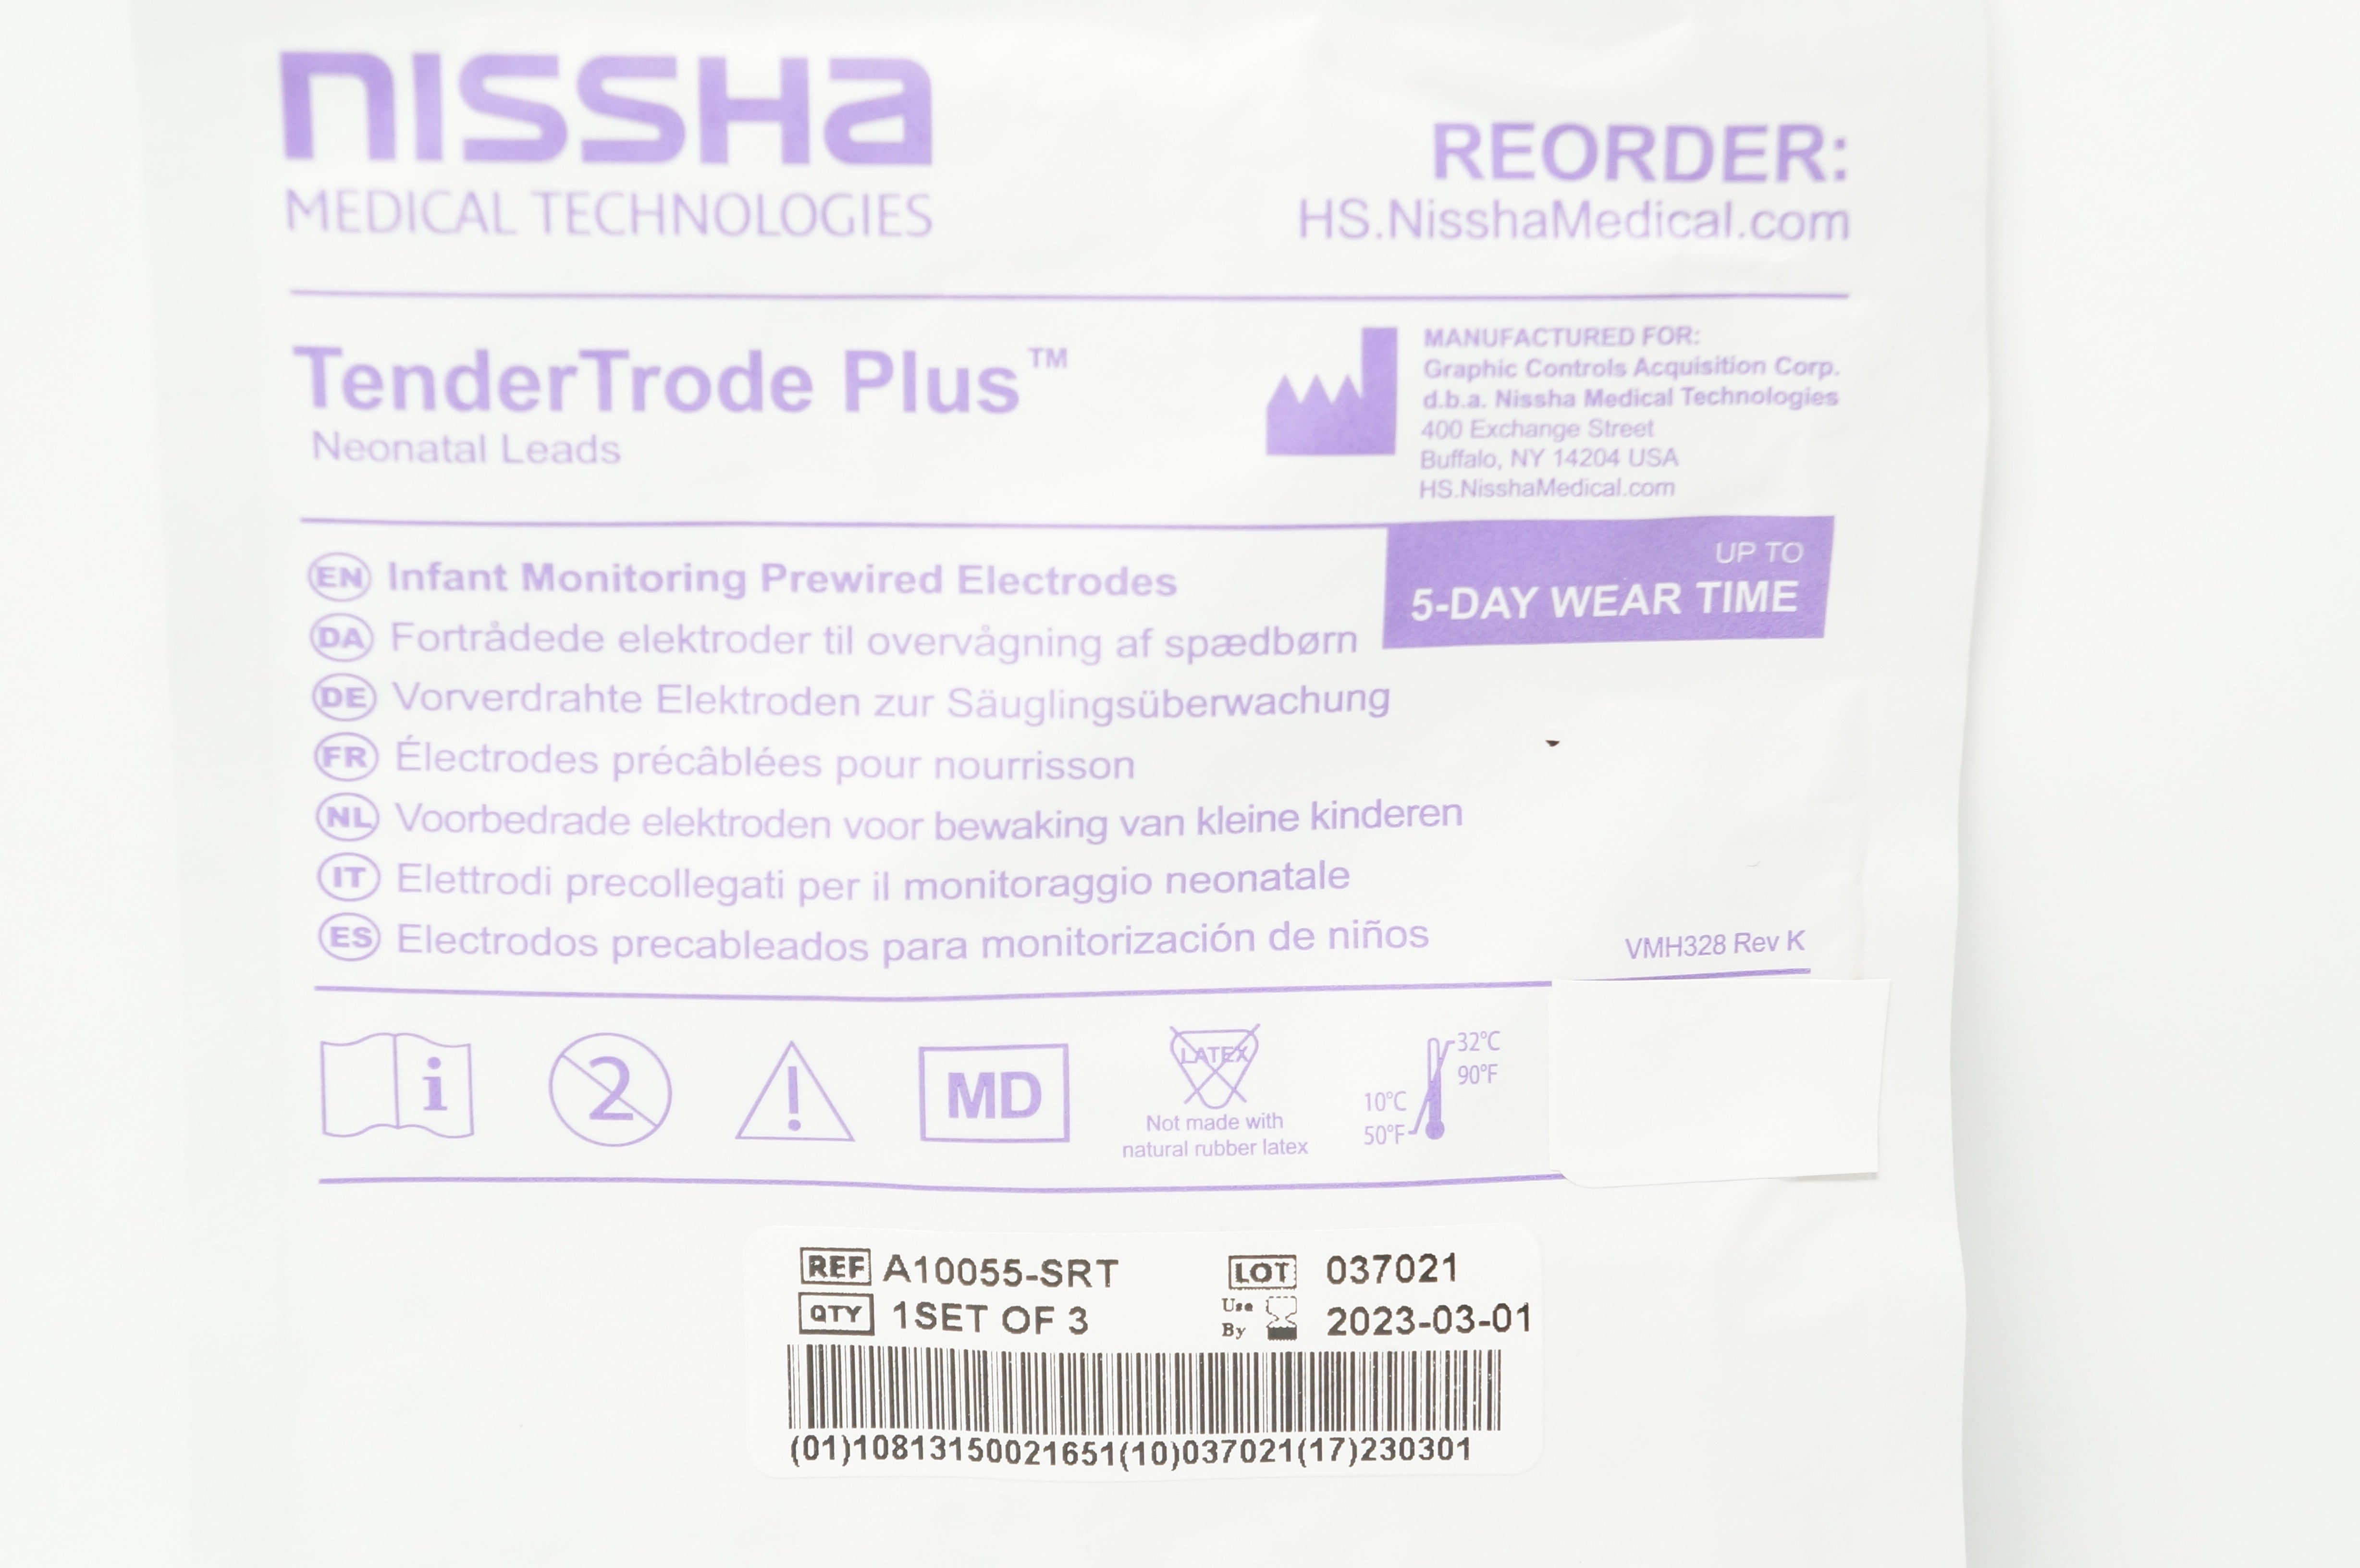 NISSHA
MEDICAL TECHNOLOGIES
REORDER:
HS.NisshaMedical.com
TenderTrode Plus™
Neonatal Leads
MANUFACTURED FOR:
Graphic Controls Acquisition Corp.
d.b.a. Nissha Medical Technologies
400 Exchange Street
Buffalo, NY 14204 USA
HS.NisshaMedical.com
UP TO
5-DAY WEAR TIME
EN Infant Monitoring Prewired Electrodes
DA Fortrådede elektroder til overvågning af spædbørn
DE Vorverdrahte Elektroden zur Säuglingsüberwachung
FR Électrodes précâblées pour nourrisson
NL Voorbedrade elektroden voor bewaking van kleine kinderen
IT Elettrodi precollegati per il monitoraggio neonatale
ES Electrodos precableados para monitorización de niños
VMH328 Rev K
i
2
!
MD
LATEX
Not made with
natural rubber latex
32°C
90°F
10°C
50°F
REF A10055-SRT
LOT 037021
QTY 1SET OF 3
Use By 2023-03-01
(01)10813150021651(10)037021(17)230301